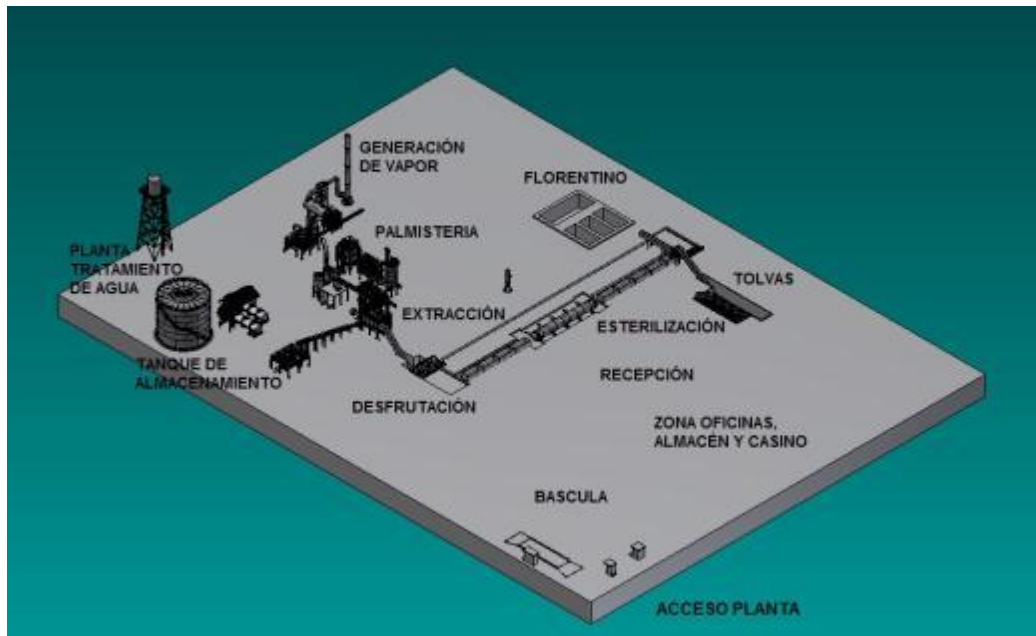 GENERACIÓN
DE VAPOR
FLORENTINO
PALMISTERIA
PLANTA
TRATAMIENTO
DE AGUA
TOLVAS
EXTRACCIÓN
ESTERILIZACIÓN
TANQUE DE
ALMACENAMIENTO
RECEPCIÓN
DESFRUTACIÓN
ZONA OFICINAS,
ALMACÉN Y CASINO
BASCULA
ACCESO PLANTA